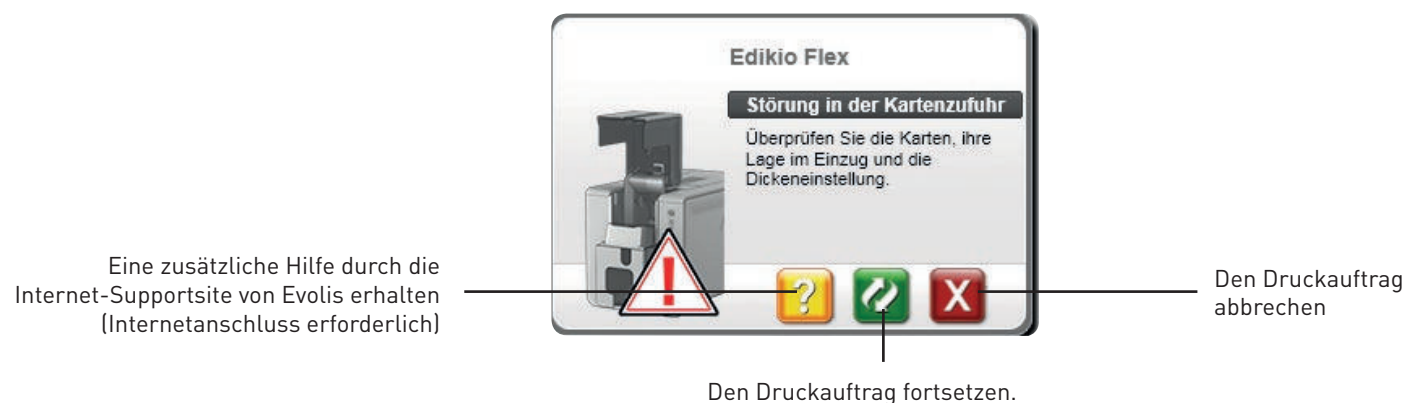 Edikio Flex
Störung in der Kartenzufuhr
Überprüfen Sie die Karten, ihre
Lage im Einzug und die
Dickeneinstellung.
Eine zusätzliche Hilfe durch die
Internet-Supportsite von Evolis erhalten
(Internetanschluss erforderlich)
!
?
X
Den Druckauftrag
abbrechen
Den Druckauftrag fortsetzen.